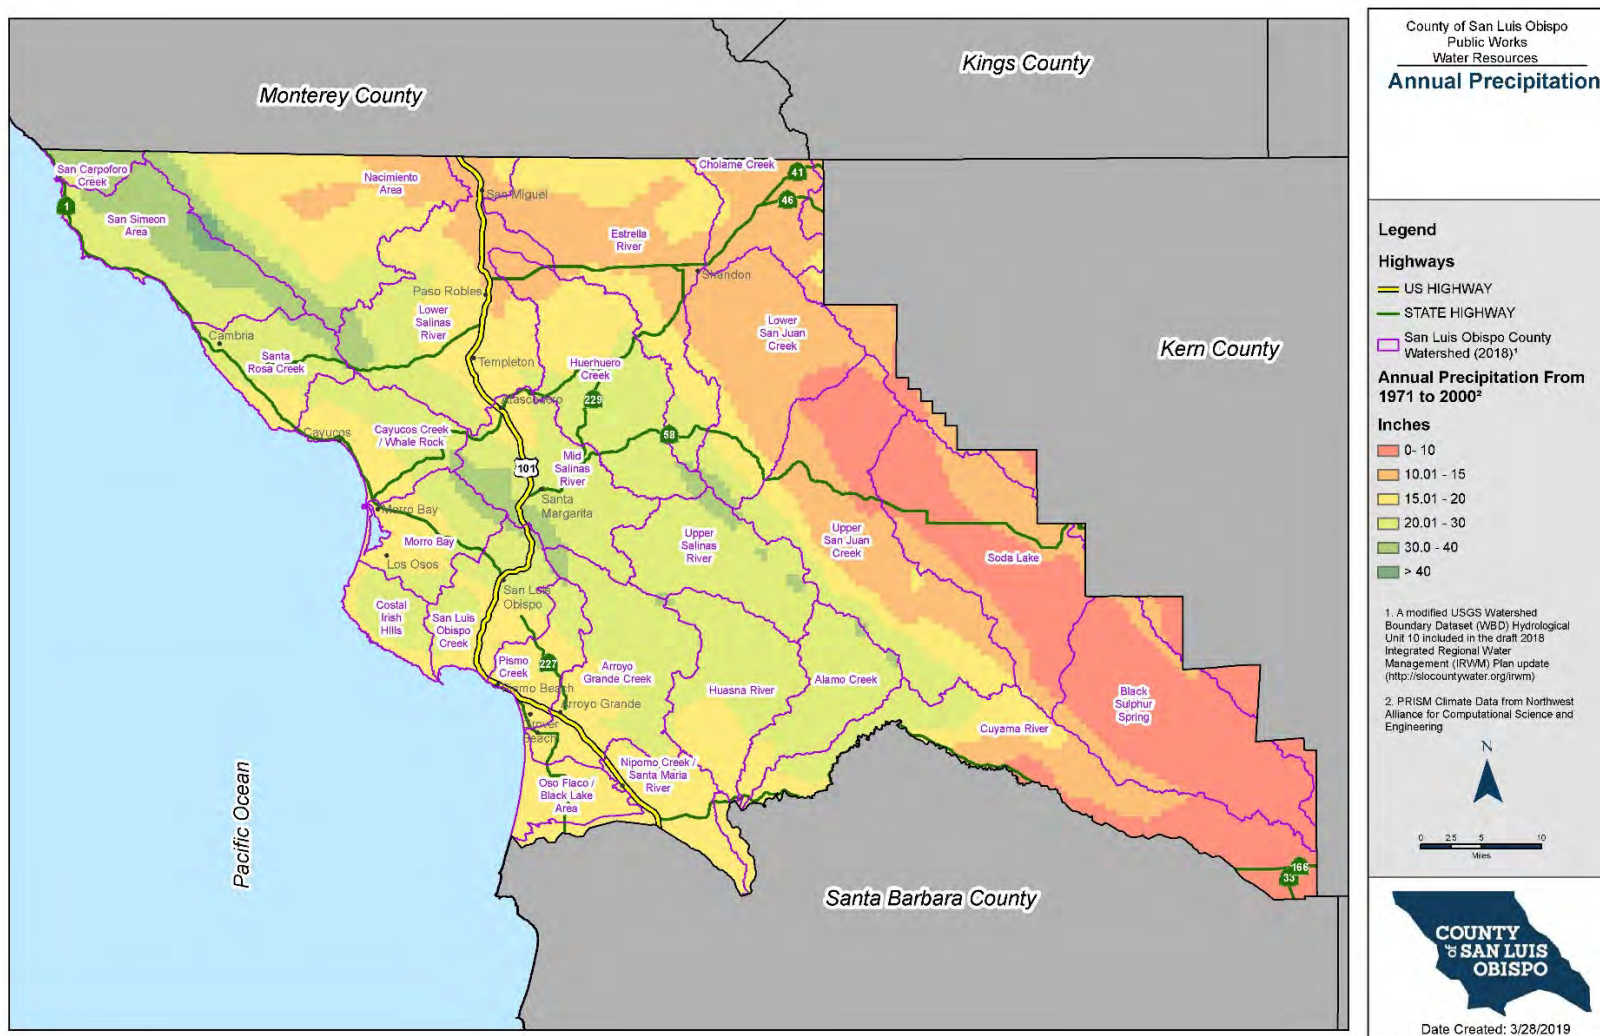 Monterey County
Kings County
Kern County
Santa Barbara County
Pacific Ocean
San Carpoforo
Creek
San Simeon
Area
Nacimiento
Area
San Miguel
Cholame Creek
41
46
1
Estrella
River
Shandon
Paso Robles
Lower
Salinas
River
Lower
San Juan
Creek
Cambria
Santa
Rosa Creek
Templeton
Huerhuero
Creek
Atascadero
229
Cayucos
Cayucos Creek
/ Whale Rock
58
101
Mid
Salinas
River
Santa
Margarita
Morro Bay
Morro Bay
Los Osos
Upper
Salinas
River
Upper
San Juan
Creek
Soda Lake
San Luis
Obispo
Costal
Irish
Hills
San Luis
Obispo
Creek
Pismo
Creek
227
Arroyo
Grande Creek
Huasna River
Alamo Creek
Black
Sulphur
Spring
Arroyo Grande
Grover
Beach
Cuyama River
Nipomo Creek /
Santa Maria
River
Oso Flaco /
Black Lake
Area
166
33
County of San Luis Obispo
Public Works
Water Resources
Annual Precipitation
Legend
Highways
US HIGHWAY
STATE HIGHWAY
San Luis Obispo County
Watershed (2018)¹
Annual Precipitation From
1971 to 2000²
Inches
0- 10
10.01 - 15
15.01 - 20
20.01 - 30
30.0 - 40
> 40
1. A modified USGS Watershed
Boundary Dataset (WBD) Hydrological
Unit 10 included in the draft 2018
Integrated Regional Water
Management (IRWM) Plan update
(http://slocountywater.org/irwm)
2. PRISM Climate Data from Northwest
Alliance for Computational Science and
Engineering
N
0 2.5 5 10
Miles
COUNTY
of SAN LUIS
OBISPO
Date Created: 3/28/2019